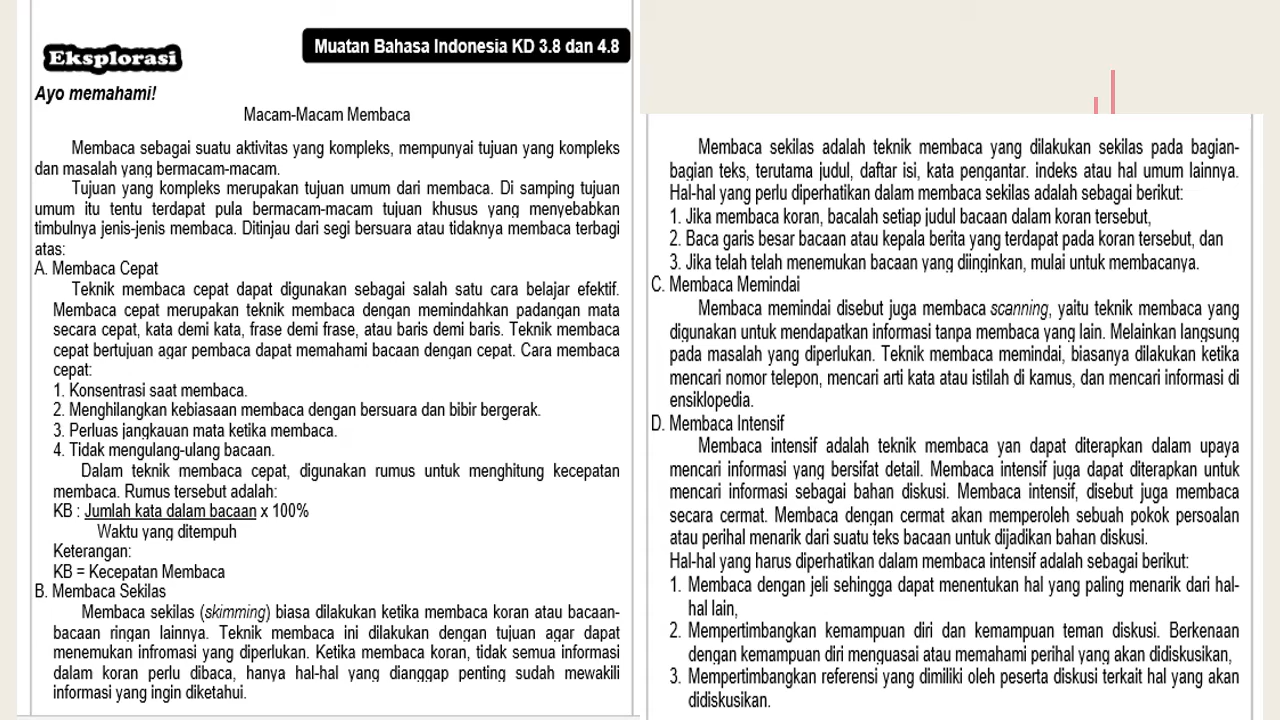 Eksplorasi
Muatan Bahasa Indonesia KD 3.8 dan 4.8
Ayo memahami!
Macam-Macam Membaca
Membaca sebagai suatu aktivitas yang kompleks, mempunyai tujuan yang kompleks
dan masalah yang bermacam-macam.
Tujuan yang kompleks merupakan tujuan umum dari membaca. Di samping tujuan
umum itu tentu terdapat pula bermacam-macam tujuan khusus yang menyebabkan
timbulnya jenis-jenis membaca. Ditinjau dari segi bersuara atau tidaknya membaca terbagi
atas:
A. Membaca Cepat
Teknik membaca cepat dapat digunakan sebagai salah satu cara belajar efektif.
Membaca cepat merupakan teknik membaca dengan memindahkan padangan mata
secara cepat, kata demi kata, frase demi frase, atau baris demi baris. Teknik membaca
cepat bertujuan agar pembaca dapat memahami bacaan dengan cepat. Cara membaca
cepat:
1. Konsentrasi saat membaca.
2. Menghilangkan kebiasaan membaca dengan bersuara dan bibir bergerak.
3. Perluas jangkauan mata ketika membaca.
4. Tidak mengulang-ulang bacaan.
Dalam teknik membaca cepat, digunakan rumus untuk menghitung kecepatan
membaca. Rumus tersebut adalah:
KB : Jumlah kata dalam bacaan x 100%
Waktu yang ditempuh
Keterangan:
KB = Kecepatan Membaca
B. Membaca Sekilas
Membaca sekilas (skimming) biasa dilakukan ketika membaca koran atau bacaan-
bacaan ringan lainnya. Teknik membaca ini dilakukan dengan tujuan agar dapat
menemukan infromasi yang diperlukan. Ketika membaca koran, tidak semua informasi
dalam koran perlu dibaca, hanya hal-hal yang dianggap penting sudah mewakili
informasi yang ingin diketahui.
Membaca sekilas adalah teknik membaca yang dilakukan sekilas pada bagian-
bagian teks, terutama judul, daftar isi, kata pengantar. indeks atau hal umum lainnya.
Hal-hal yang perlu diperhatikan dalam membaca sekilas adalah sebagai berikut:
1. Jika membaca koran, bacalah setiap judul bacaan dalam koran tersebut,
2. Baca garis besar bacaan atau kepala berita yang terdapat pada koran tersebut, dan
3. Jika telah telah menemukan bacaan yang diinginkan, mulai untuk membacanya.
C. Membaca Memindai
Membaca memindai disebut juga membaca scanning, yaitu teknik membaca yang
digunakan untuk mendapatkan informasi tanpa membaca yang lain. Melainkan langsung
pada masalah yang diperlukan. Teknik membaca memindai, biasanya dilakukan ketika
mencari nomor telepon, mencari arti kata atau istilah di kamus, dan mencari informasi di
ensiklopedia.
D. Membaca Intensif
Membaca intensif adalah teknik membaca yan dapat diterapkan dalam upaya
mencari informasi yang bersifat detail. Membaca intensif juga dapat diterapkan untuk
mencari informasi sebagai bahan diskusi. Membaca intensif, disebut juga membaca
secara cermat. Membaca dengan cermat akan memperoleh sebuah pokok persoalan
atau perihal menarik dari suatu teks bacaan untuk dijadikan bahan diskusi.
Hal-hal yang harus diperhatikan dalam membaca intensif adalah sebagai berikut:
1. Membaca dengan jeli sehingga dapat menentukan hal yang paling menarik dari hal-
hal lain,
2. Mempertimbangkan kemampuan diri dan kemampuan teman diskusi. Berkenaan
dengan kemampuan diri menguasai atau memahami perihal yang akan didiskusikan,
3. Mempertimbangkan referensi yang dimiliki oleh peserta diskusi terkait hal yang akan
didiskusikan.